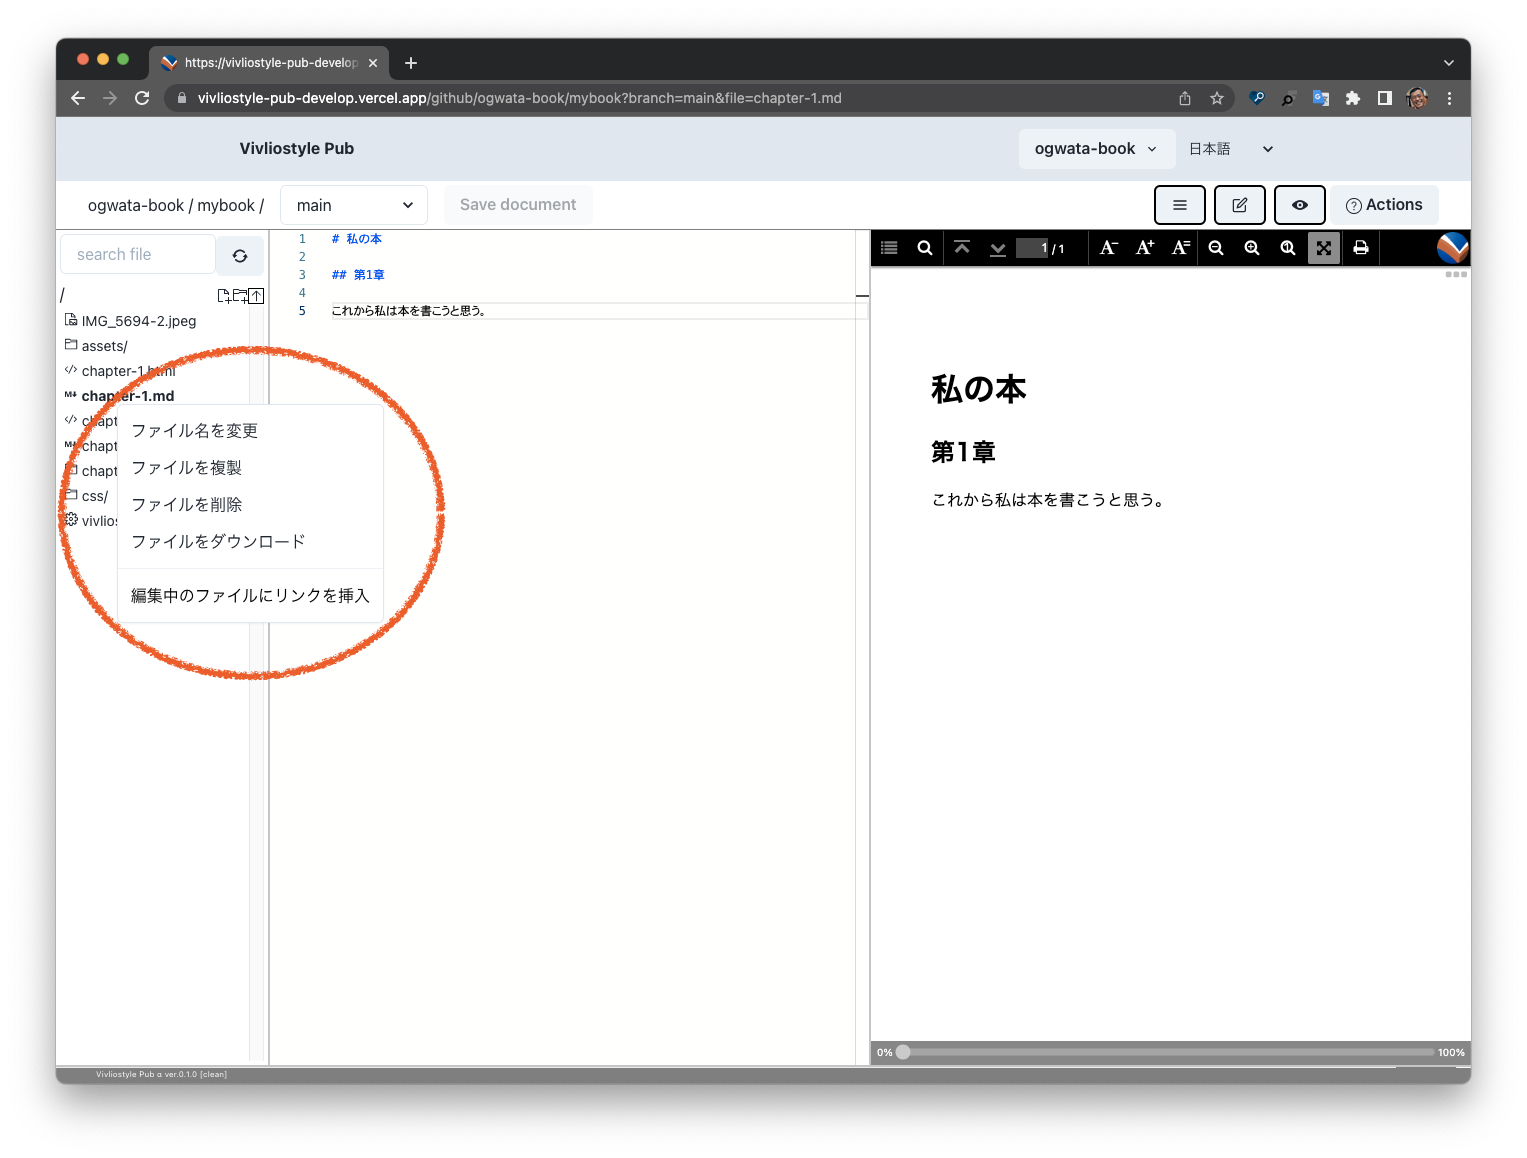 https://vivliostyle-pub-develop
vivliostyle-pub-develop.vercel.app/github/ogwata-book/mybook?branch=main&file=chapter-1.md
Vivliostyle Pub
ogwata-book
日本語
ogwata-book / mybook /
main
Save document
Actions
search file
/
IMG_5694-2.jpeg
assets/
chapter-1.html
chapter-1.md
chapt
chapt
chapt
css/
vivlios
ファイル名を変更
ファイルを複製
ファイルを削除
ファイルをダウンロード
編集中のファイルにリンクを挿入
1 # 私の本
2
3 ## 第1章
4
5 これから私は本を書こうと思う。
1 / 1
A− A+ A=
私の本
第1章
これから私は本を書こうと思う。
0% 100%
Vivliostyle Pub α ver.0.1.0 [clean]